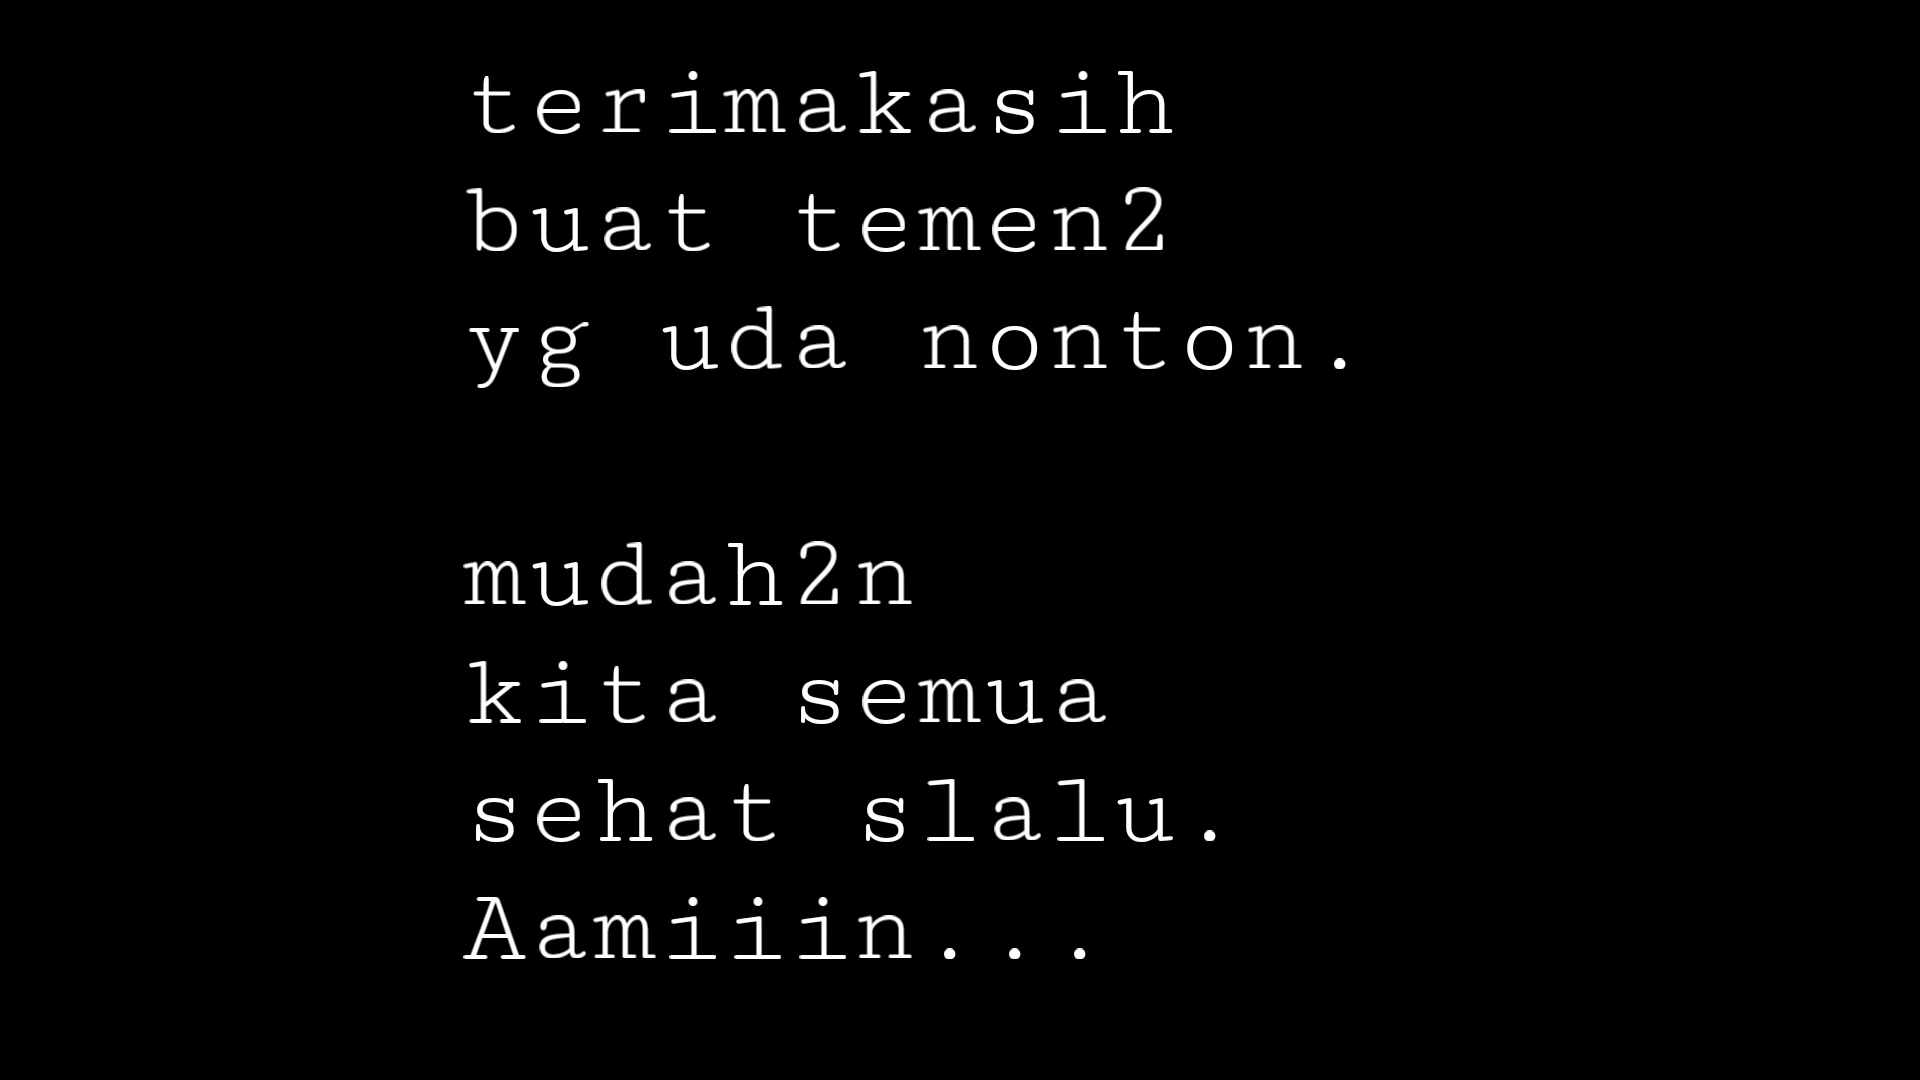 terimakasih
buat temen2
yg uda nonton.
mudah2n
kita semua
sehat slalu.
Aamiiin...